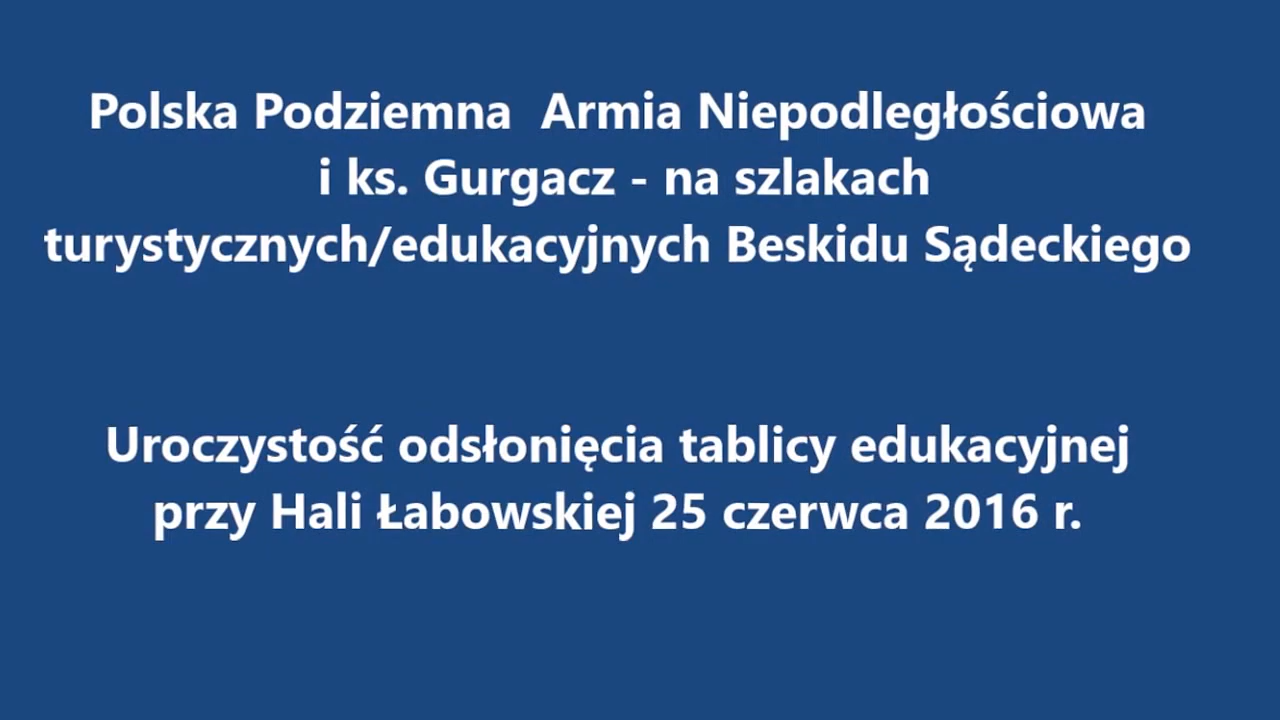 Polska Podziemna  Armia Niepodległościowa
i ks. Gurgacz - na szlakach
turystycznych/edukacyjnych Beskidu Sądeckiego
Uroczystość odsłonięcia tablicy edukacyjnej
przy Hali Łabowskiej 25 czerwca 2016 r.